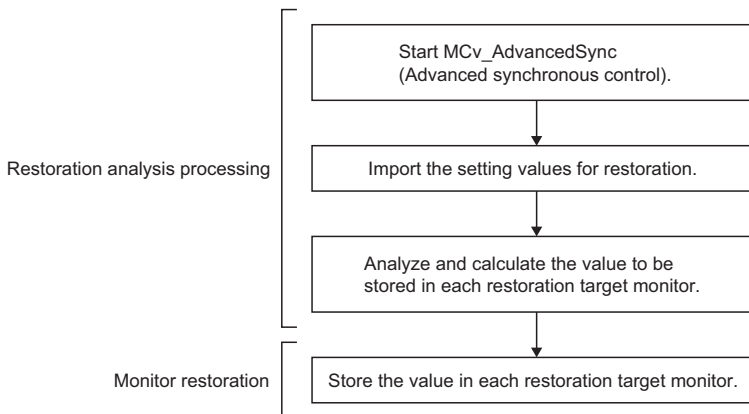 Start MCv_AdvancedSync
(Advanced synchronous control).
Restoration analysis processing
Import the setting values for restoration.
Analyze and calculate the value to be
stored in each restoration target monitor.
Monitor restoration
Store the value in each restoration target monitor.